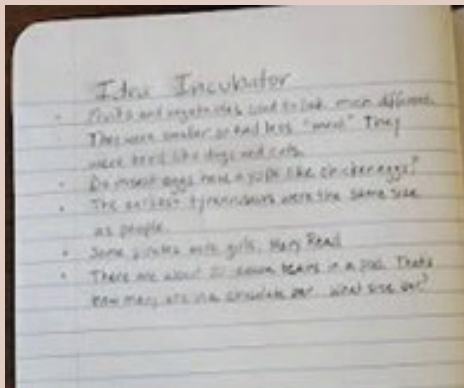 Idea Incubator
• Fruits and vegetables used to look much different.
They were smaller or had less "meat" They
were bred like dogs and cats.
• Do insect eggs have a yolk like chicken eggs?
• The earliest tyrannosaurs were the same size
as people.
• Some pirates were girls. Mary Read
• There are about beans in a pod. That's
how many are in a chocolate bar. What size bar?